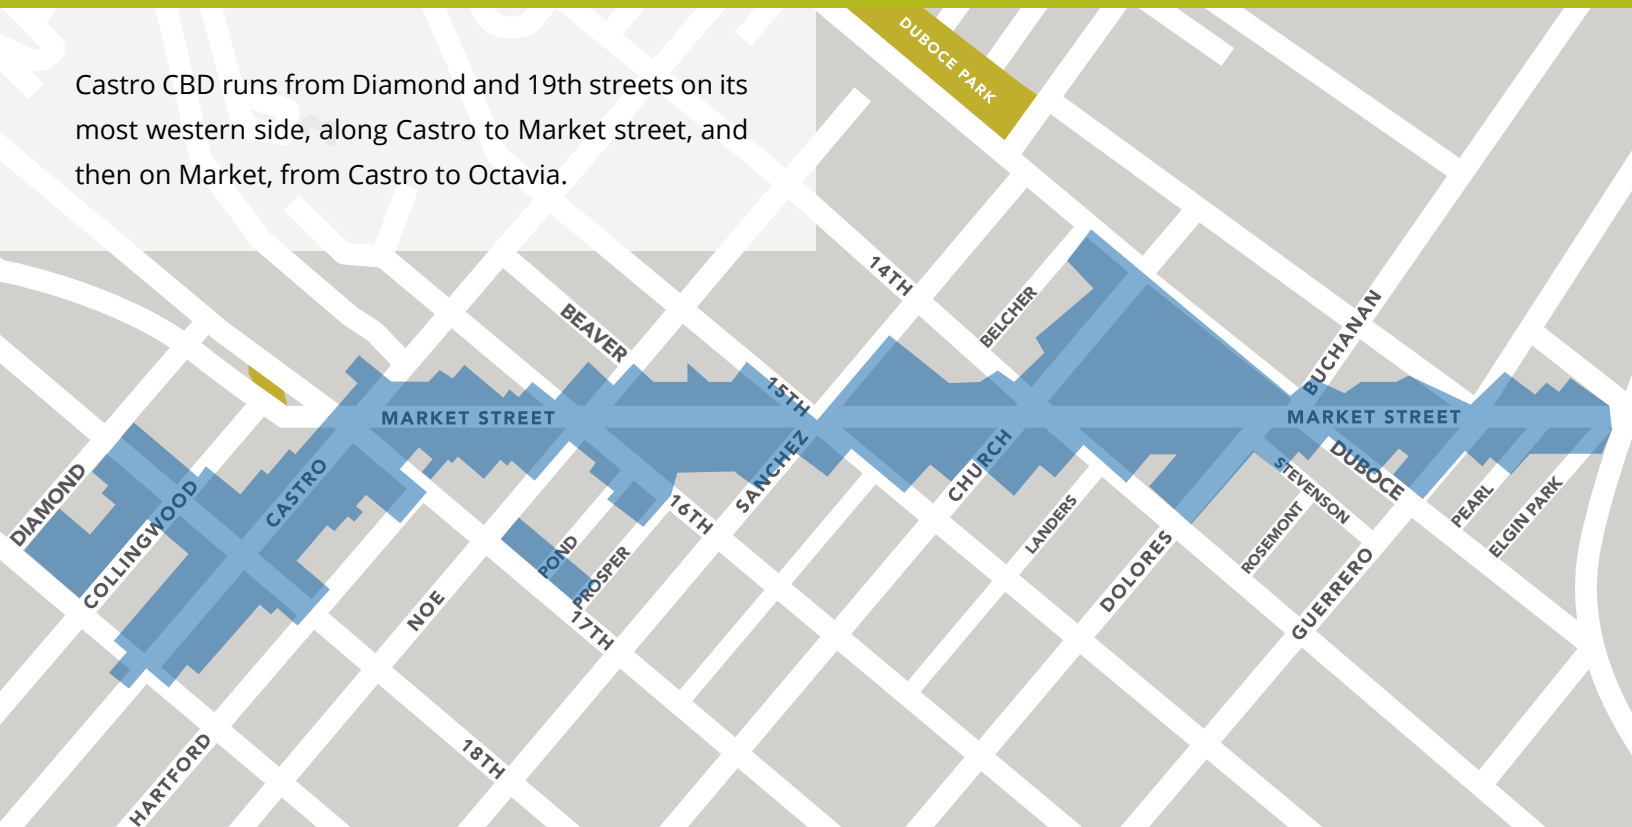 Castro CBD runs from Diamond and 19th streets on its
most western side, along Castro to Market street, and
then on Market, from Castro to Octavia.
DUBOCE PARK
14TH
BELCHER
BEAVER
BUCHANAN
15TH
MARKET STREET
MARKET STREET
SANCHEZ
CHURCH
DUBOCE
STEVENSON
DIAMOND
COLLINGWOOD
CASTRO
16TH
LANDERS
PEARL
ELGIN PARK
ROSEMONT
DOLORES
GUERRERO
POND
PROSPER
NOE
17TH
HARTFORD
18TH